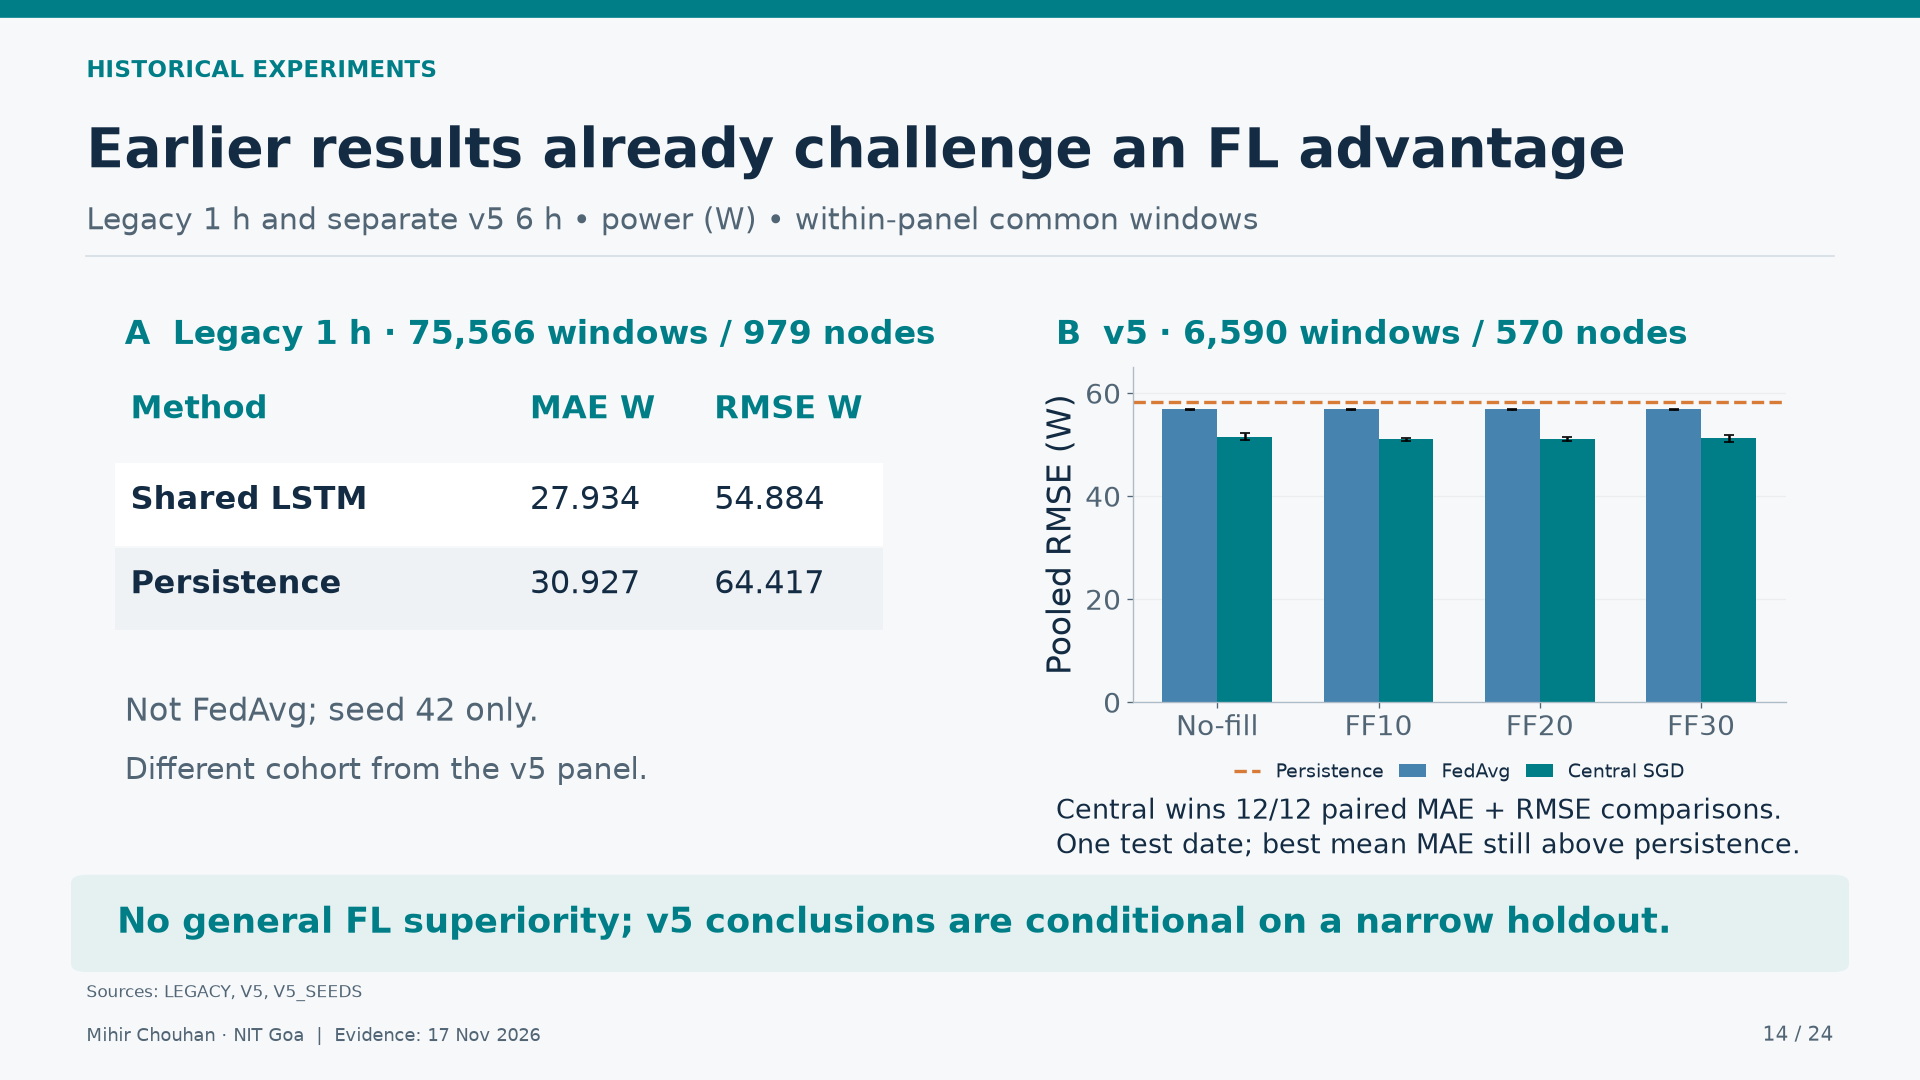 HISTORICAL EXPERIMENTS
Earlier results already challenge an FL advantage
Legacy 1 h and separate v5 6 h • power (W) • within-panel common windows
A Legacy 1 h · 75,566 windows / 979 nodes
Method MAE W RMSE W
Shared LSTM 27.934 54.884
Persistence 30.927 64.417
Not FedAvg; seed 42 only.
Different cohort from the v5 panel.
B v5 · 6,590 windows / 570 nodes
Pooled RMSE (W)
60
40
20
0
No-fill FF10 FF20 FF30
Persistence FedAvg Central SGD
Central wins 12/12 paired MAE + RMSE comparisons.
One test date; best mean MAE still above persistence.
No general FL superiority; v5 conclusions are conditional on a narrow holdout.
Sources: LEGACY, V5, V5_SEEDS
Mihir Chouhan · NIT Goa | Evidence: 17 Nov 2026
14 / 24